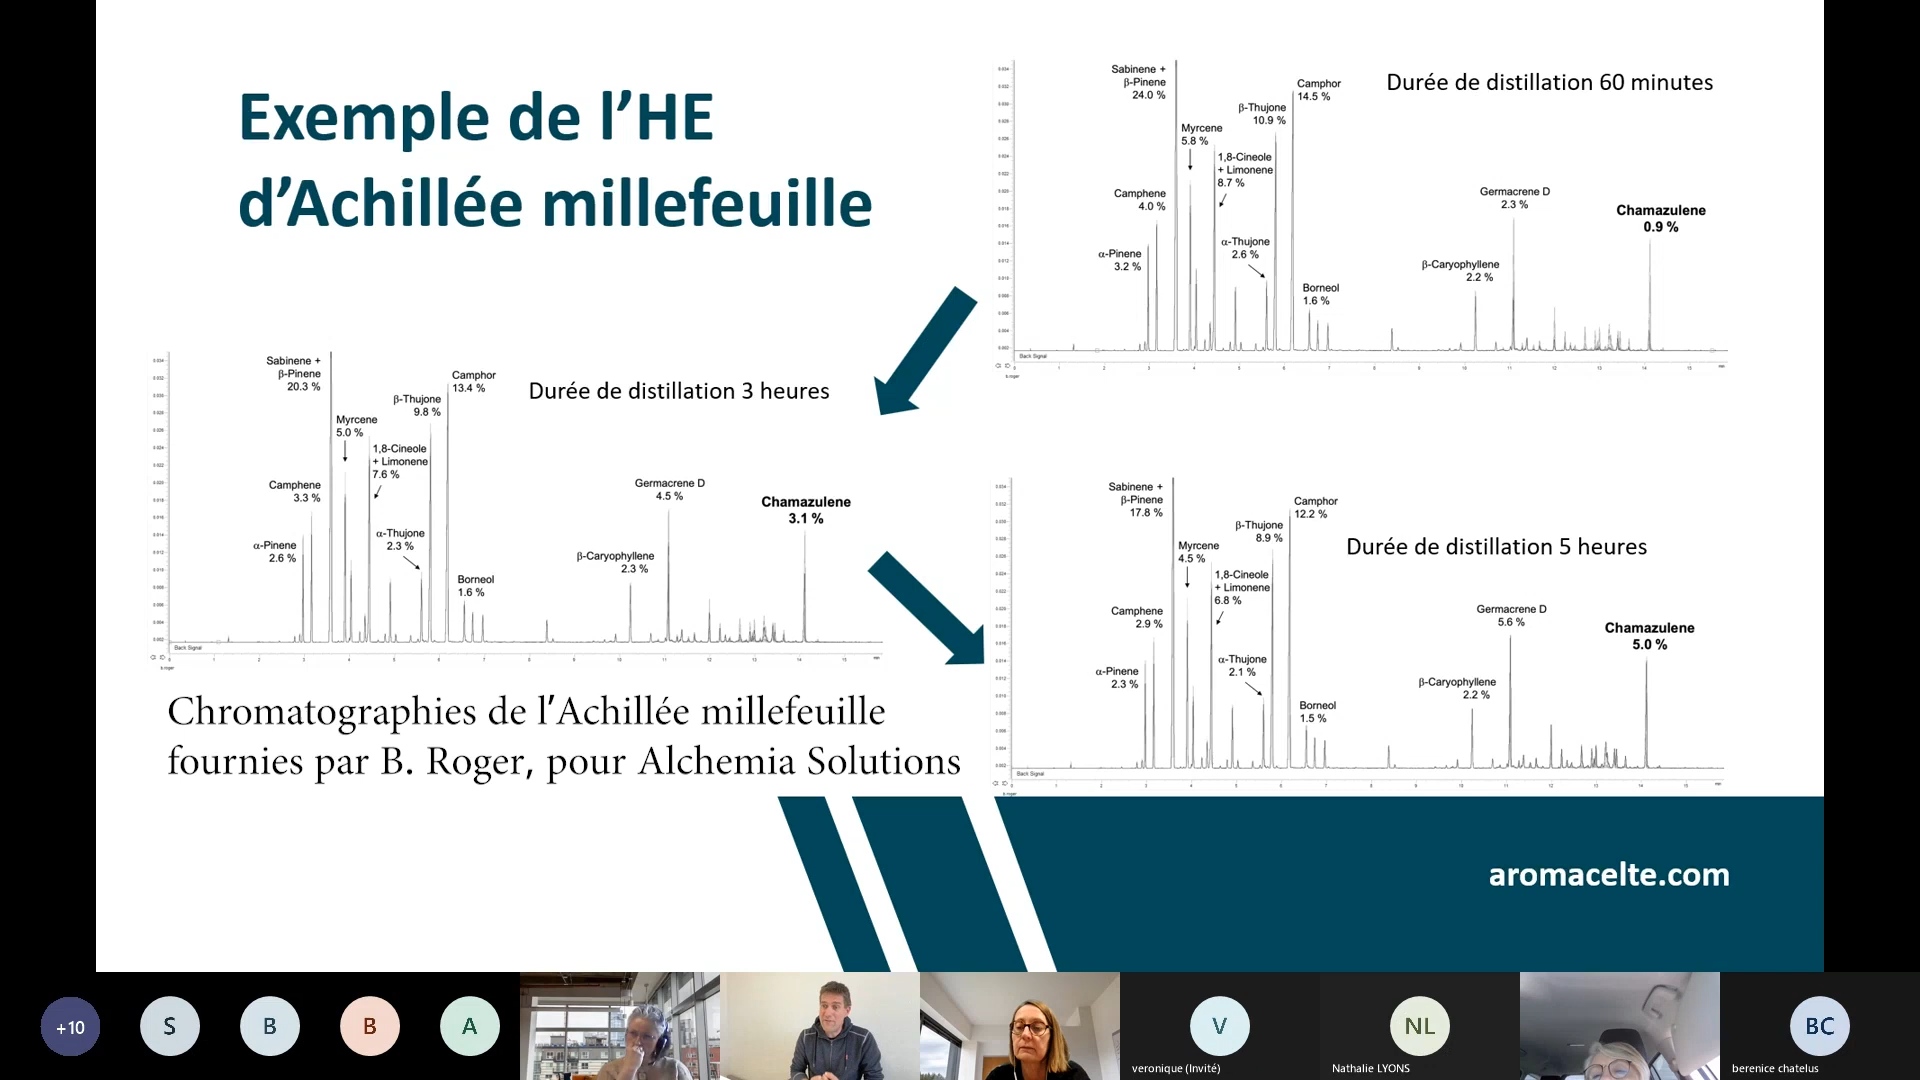 Exemple de l’HE
d’Achillée millefeuille
Durée de distillation 60 minutes
Sabinene +
β-Pinene
24.0 %
Camphor
14.5 %
β-Thujone
10.9 %
Myrcene
5.8 %
1,8-Cineole
+ Limonene
8.7 %
Camphene
4.0 %
α-Pinene
3.2 %
α-Thujone
2.6 %
Borneol
1.6 %
Germacrene D
2.3 %
β-Caryophyllene
2.2 %
Chamazulene
0.9 %
Back Signal
Durée de distillation 3 heures
Sabinene +
β-Pinene
20.3 %
Camphor
13.4 %
β-Thujone
9.8 %
Myrcene
5.0 %
1,8-Cineole
+ Limonene
7.6 %
Camphene
3.3 %
α-Pinene
2.6 %
α-Thujone
2.3 %
Borneol
1.6 %
Germacrene D
4.5 %
β-Caryophyllene
2.3 %
Chamazulene
3.1 %
Back Signal
Durée de distillation 5 heures
Sabinene +
β-Pinene
17.8 %
Camphor
12.2 %
β-Thujone
8.9 %
Myrcene
4.5 %
1,8-Cineole
+ Limonene
6.8 %
Camphene
2.9 %
α-Pinene
2.3 %
α-Thujone
2.1 %
Borneol
1.5 %
Germacrene D
5.6 %
β-Caryophyllene
2.2 %
Chamazulene
5.0 %
Back Signal
Chromatographies de l’Achillée millefeuille
fournies par B. Roger, pour Alchemia Solutions
aromacelte.com
+10
S
B
B
A
V
veronique (Invité)
NL
Nathalie LYONS
BC
berenice chatelus